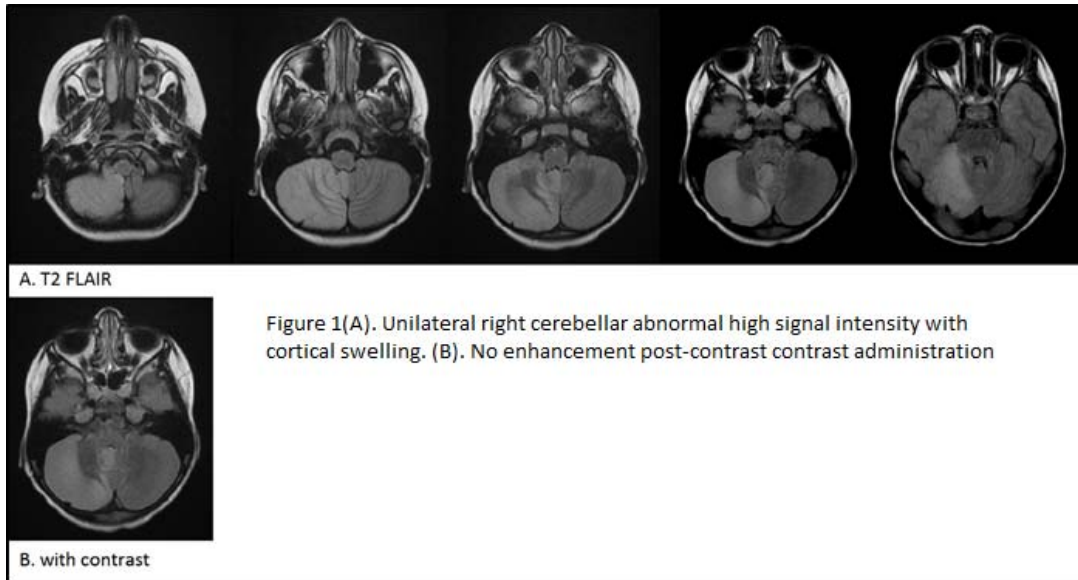 A. T2 FLAIR
Figure 1(A). Unilateral right cerebellar abnormal high signal intensity with
cortical swelling. (B). No enhancement post-contrast contrast administration
B. with contrast